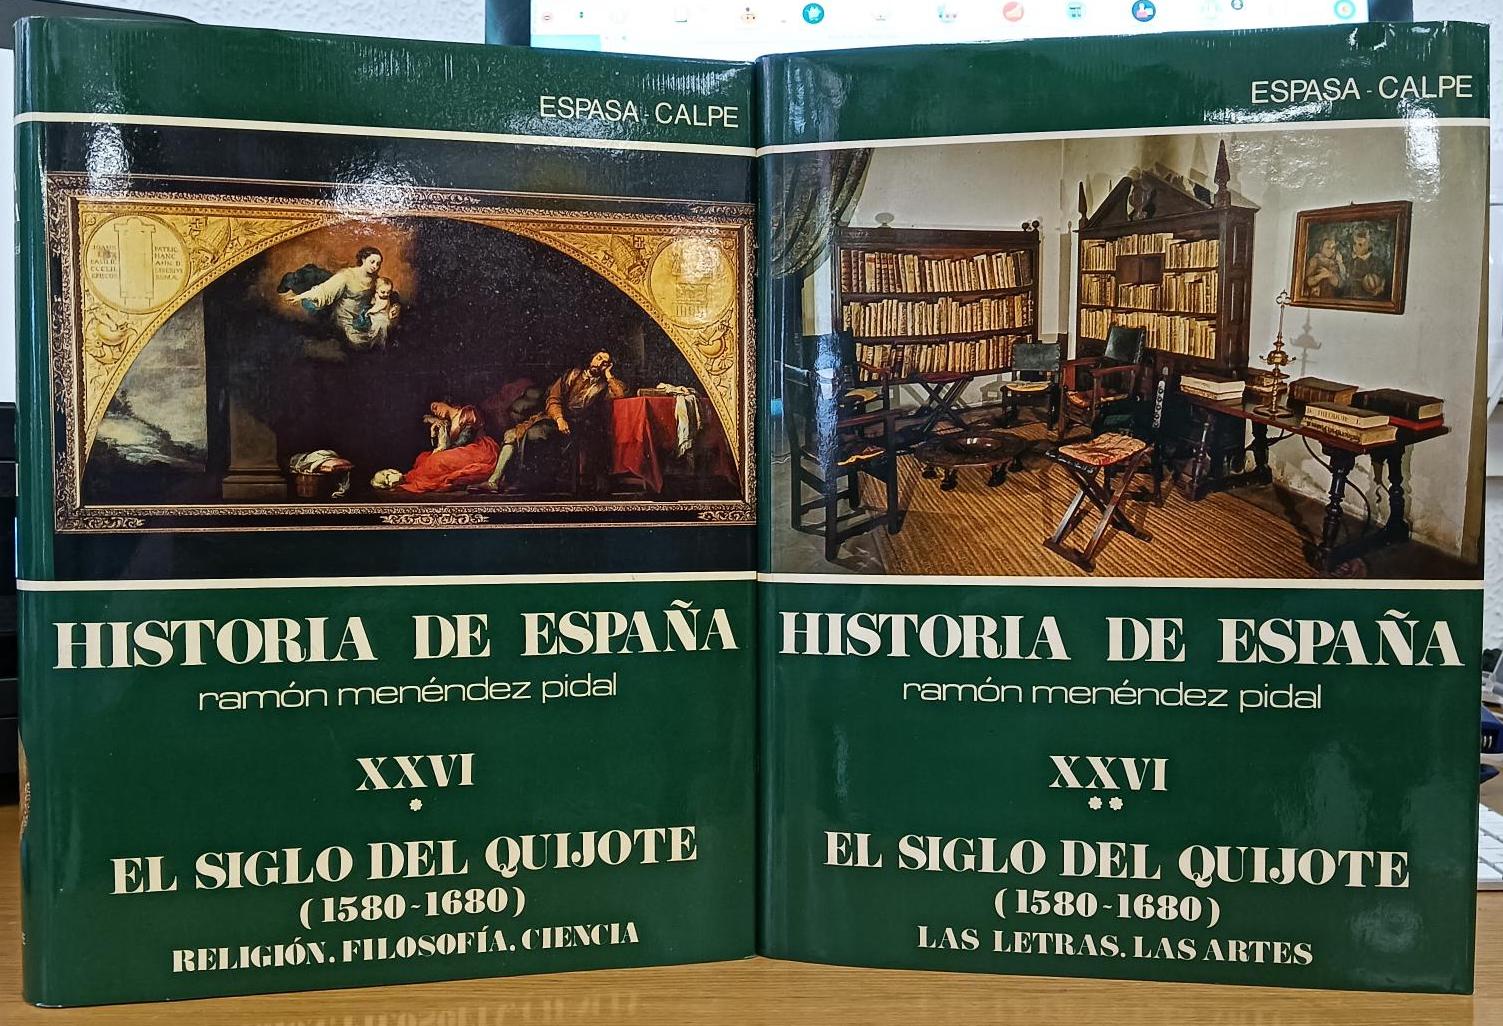 ESPASA - CALPE
HISTORIA DE ESPAÑA
ramón menéndez pidal
XXVI
*
EL SIGLO DEL QUIJOTE
(1580-1680)
RELIGIÓN. FILOSOFÍA. CIENCIA
ESPASA - CALPE
HISTORIA DE ESPAÑA
ramón menéndez pidal
XXVI
**
EL SIGLO DEL QUIJOTE
(1580-1680)
LAS LETRAS. LAS ARTES